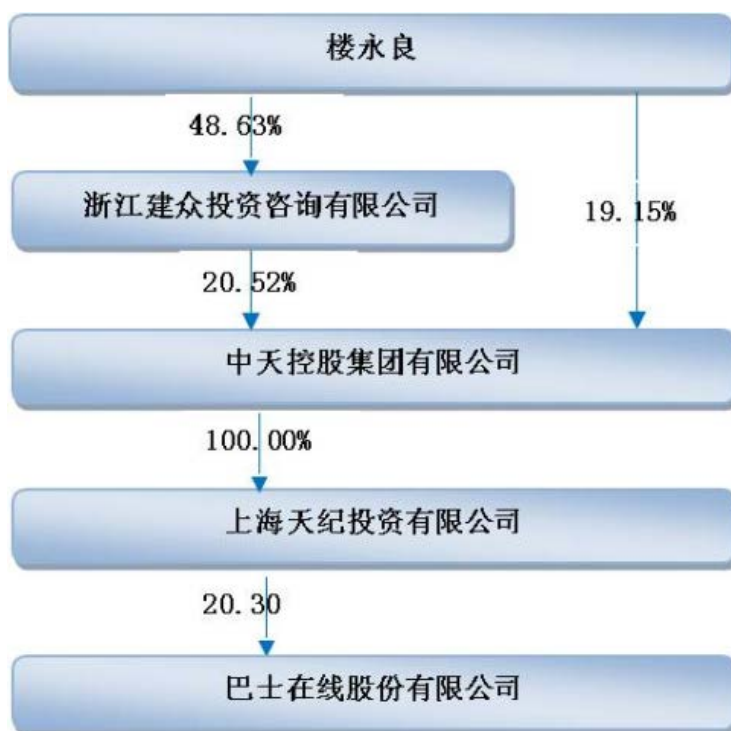 楼永良
48.63%
浙江建众投资咨询有限公司
19.15%
20.52%
中天控股集团有限公司
100.00%
上海天纪投资有限公司
20.30
巴士在线股份有限公司